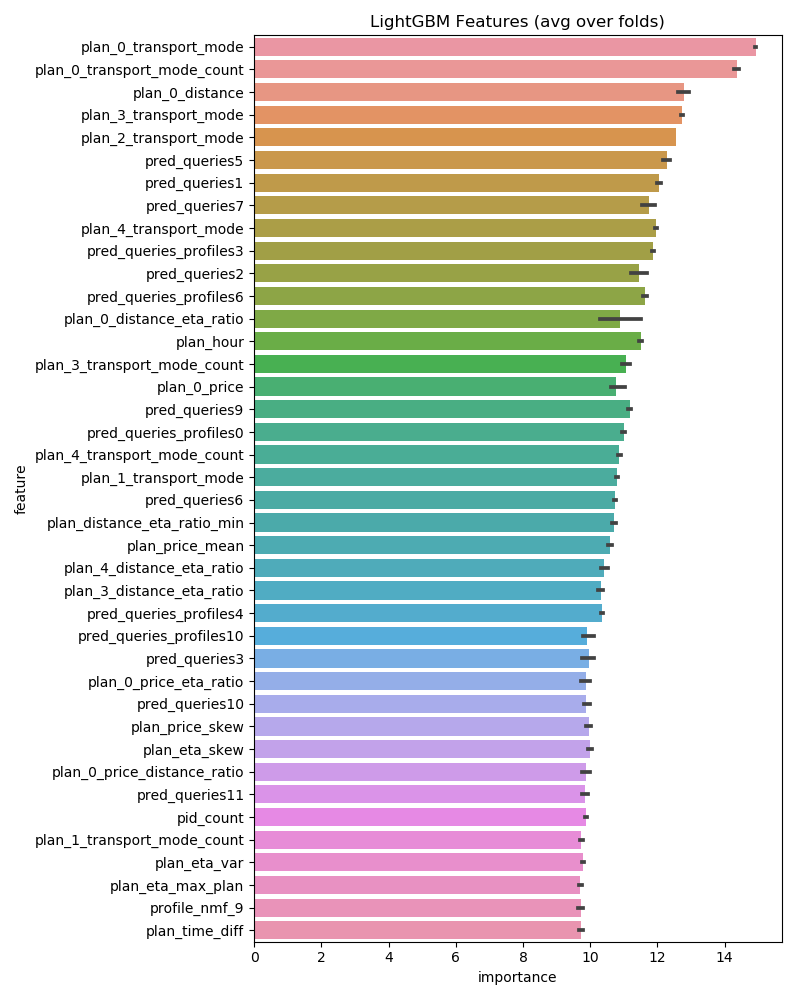 LightGBM Features (avg over folds)
plan_0_transport_mode
plan_0_transport_mode_count
plan_0_distance
plan_3_transport_mode
plan_2_transport_mode
pred_queries5
pred_queries1
pred_queries7
plan_4_transport_mode
pred_queries_profiles3
pred_queries2
pred_queries_profiles6
plan_0_distance_eta_ratio
plan_hour
plan_3_transport_mode_count
plan_0_price
pred_queries9
pred_queries_profiles0
plan_4_transport_mode_count
plan_1_transport_mode
pred_queries6
plan_distance_eta_ratio_min
plan_price_mean
plan_4_distance_eta_ratio
plan_3_distance_eta_ratio
pred_queries_profiles4
pred_queries_profiles10
pred_queries3
plan_0_price_eta_ratio
pred_queries10
plan_price_skew
plan_eta_skew
plan_0_price_distance_ratio
pred_queries11
pid_count
plan_1_transport_mode_count
plan_eta_var
plan_eta_max_plan
profile_nmf_9
plan_time_diff
feature
0 2 4 6 8 10 12 14
importance